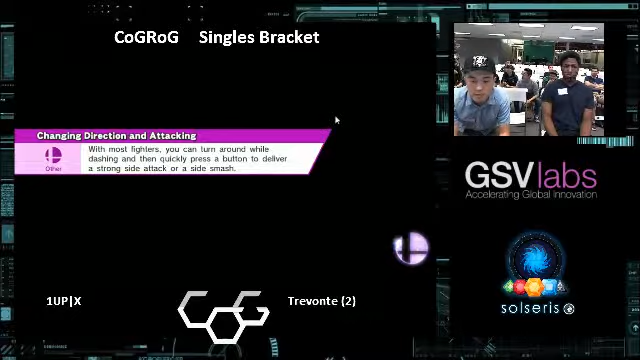 CoGRoG Singles Bracket
Changing Direction and Attacking
Other
With most fighters, you can turn around while
dashing and then quickly press a button to deliver
a strong side attack or a side smash.
GSVlabs
Accelerating Global Innovation
solseris
1UP|X
Trevonte (2)